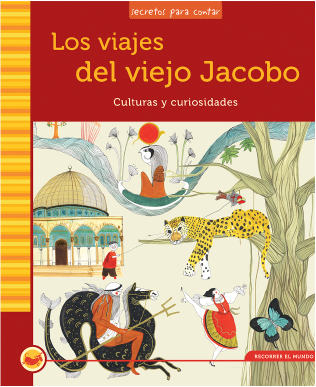 secretos para contar
Los viajes
del viejo Jacobo
Culturas y curiosidades
RECORRER EL MUNDO